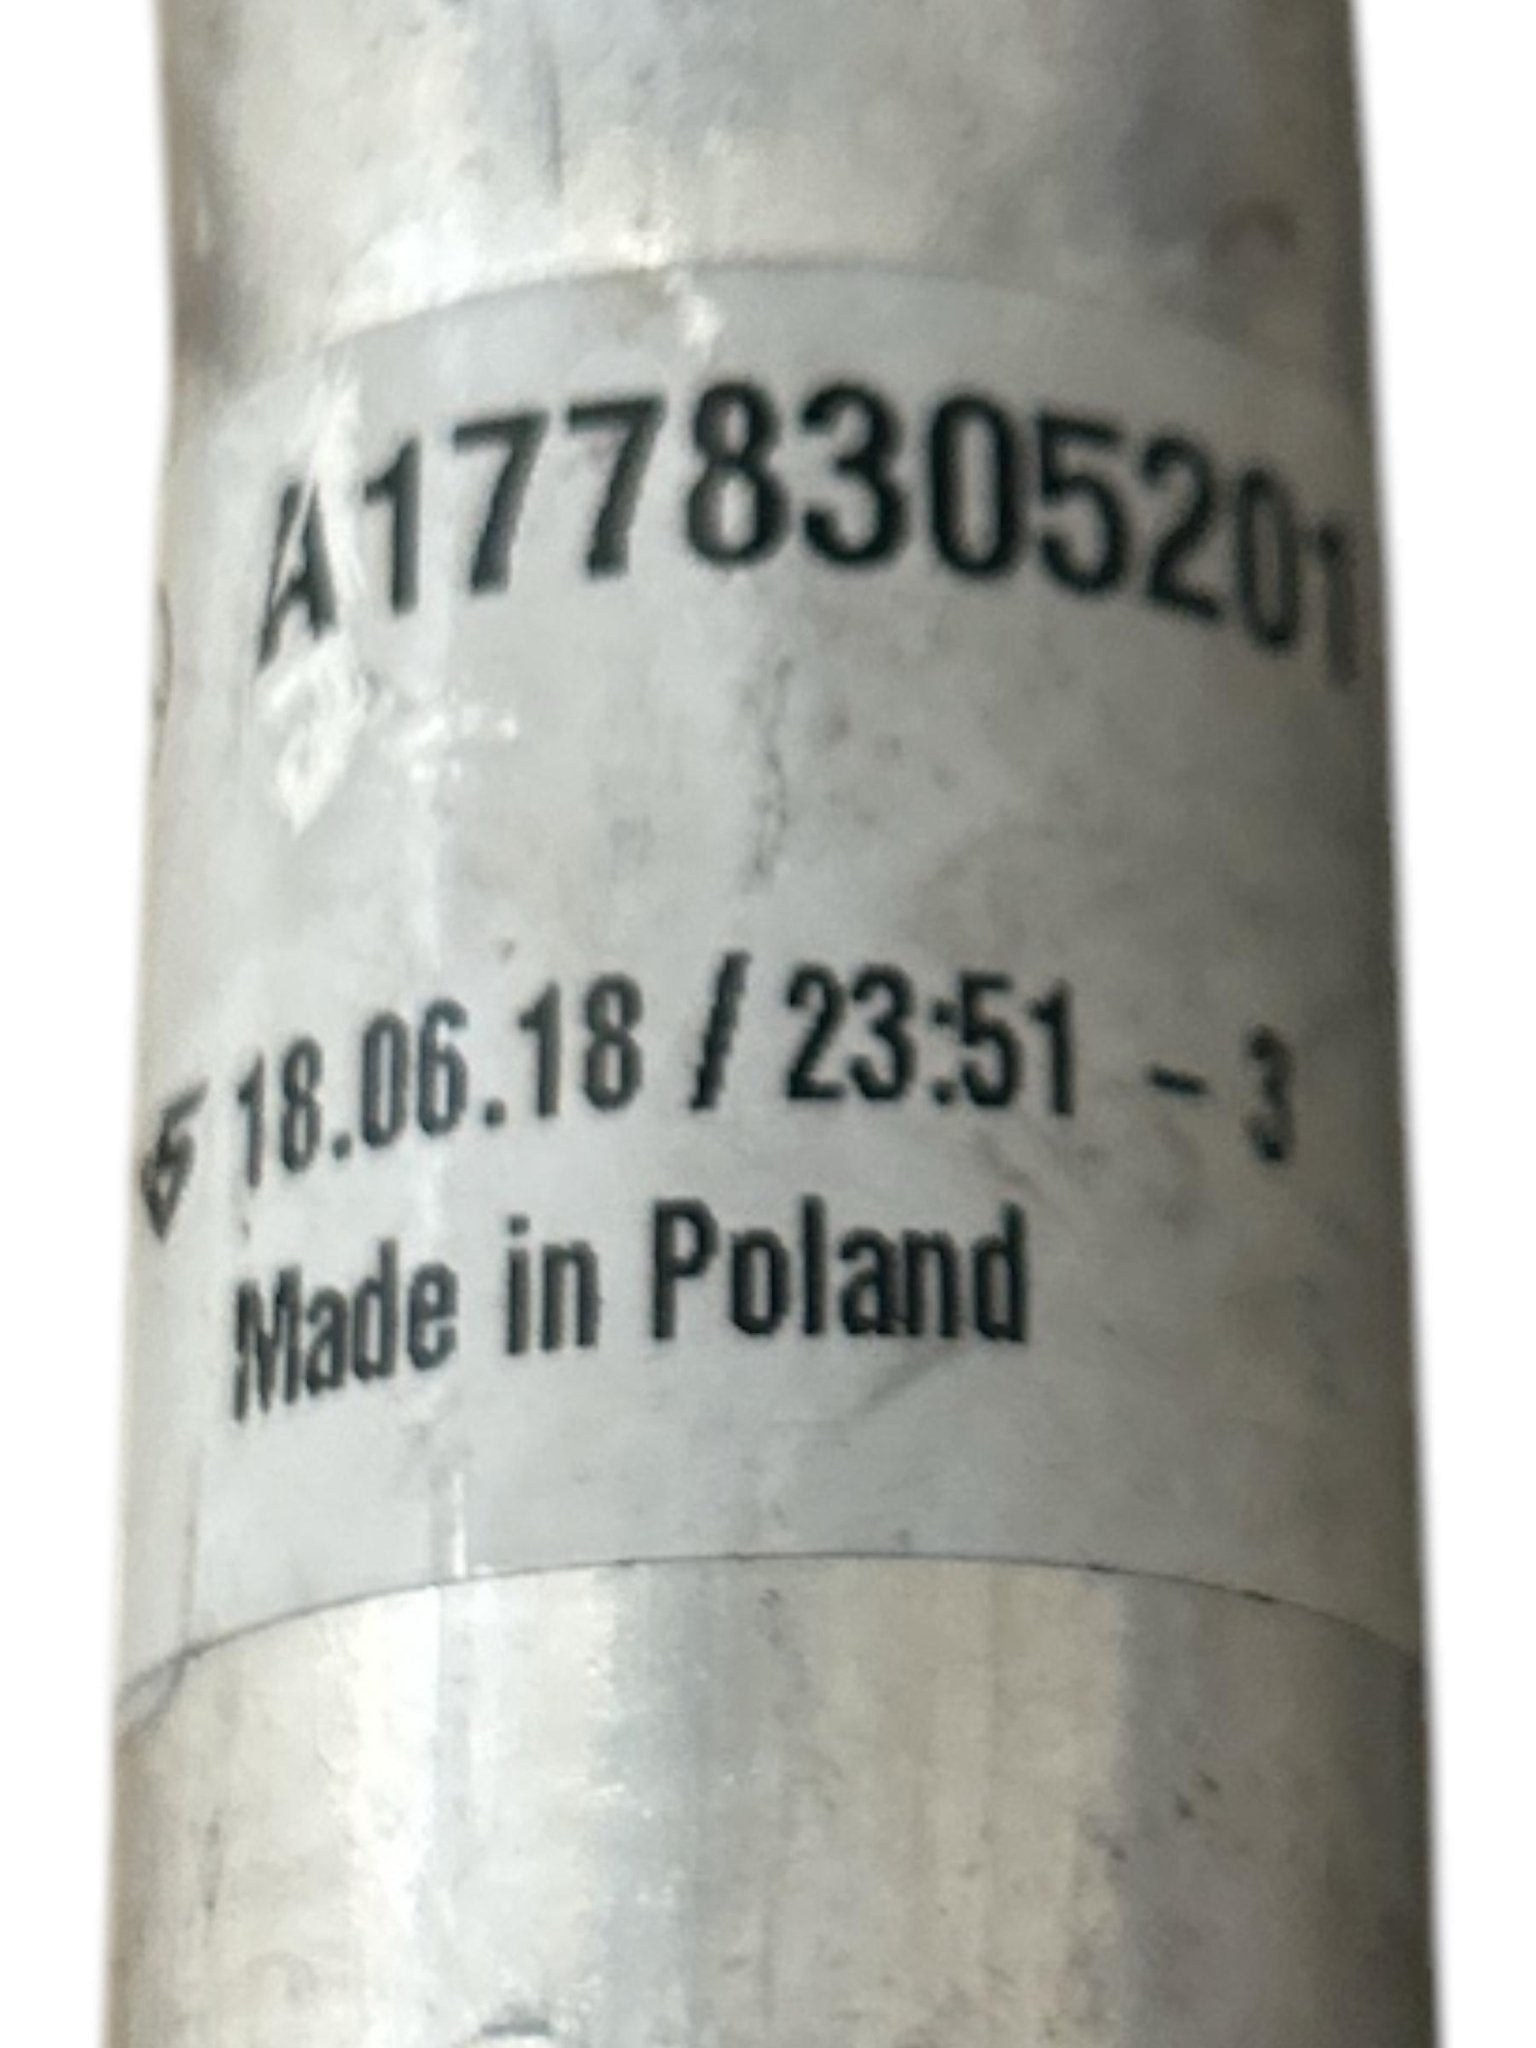 A1778305201
18.06.18 / 23:51 - 3
Made in Poland